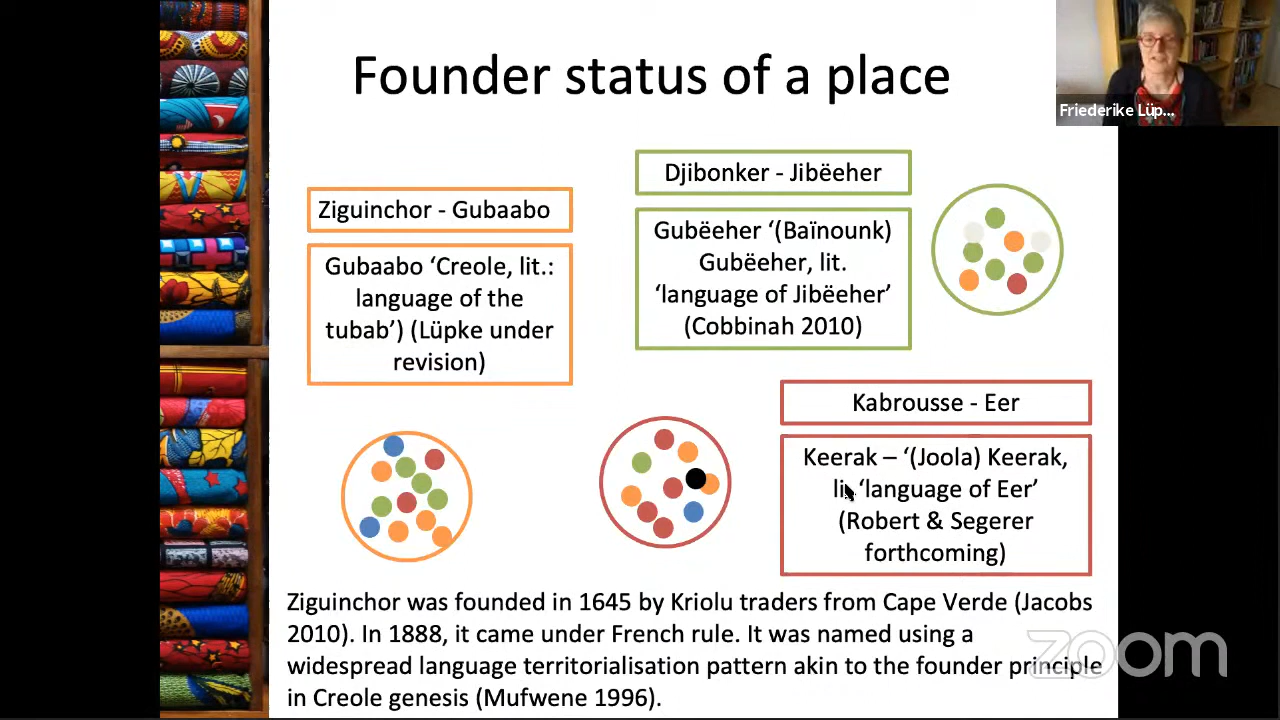 Founder status of a place
Friederike Lüp...
Djibonker - Jibëeher
Ziguinchor - Gubaabo
Gubëeher ‘(Baïnounk)
Gubëeher, lit.
‘language of Jibëeher’
(Cobbinah 2010)
Gubaabo ‘Creole, lit.:
language of the
tubab’) (Lüpke under
revision)
Kabrousse - Eer
Keerak – ‘(Joola) Keerak,
‘language of Eer’
(Robert & Segerer
forthcoming)
Ziguinchor was founded in 1645 by Kriolu traders from Cape Verde (Jacobs
2010). In 1888, it came under French rule. It was named using a
widespread language territorialisation pattern akin to the founder principle
in Creole genesis (Mufwene 1996).
zoom